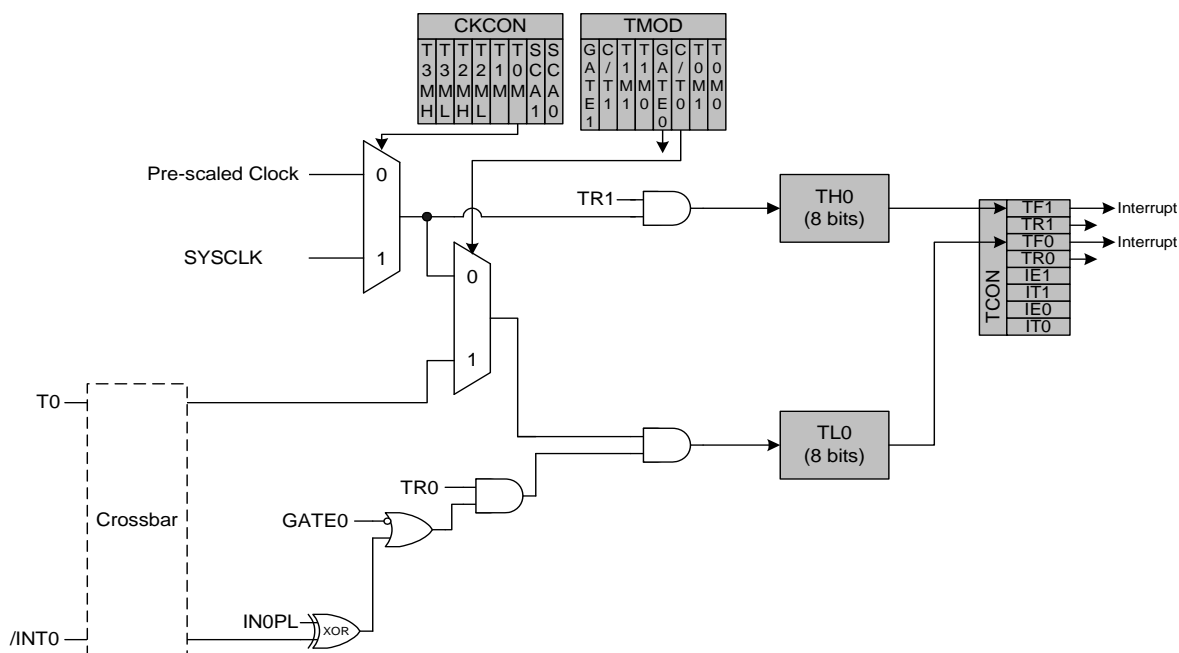 CKCON
T3MH
T3ML
T2MH
T2ML
T1M
T0M
SCA1
SCA0
TMOD
GATE1
C/T1
T1M1
T1M0
GATE0
C/T0
T0M1
T0M0
Pre-scaled Clock
0
SYSCLK
1
TR1
TH0
(8 bits)
TCON
TF1
TR1
TF0
TR0
IE1
IT1
IE0
IT0
Interrupt
Interrupt
0
1
T0
Crossbar
/INT0
TL0
(8 bits)
TR0
GATE0
IN0PL
XOR